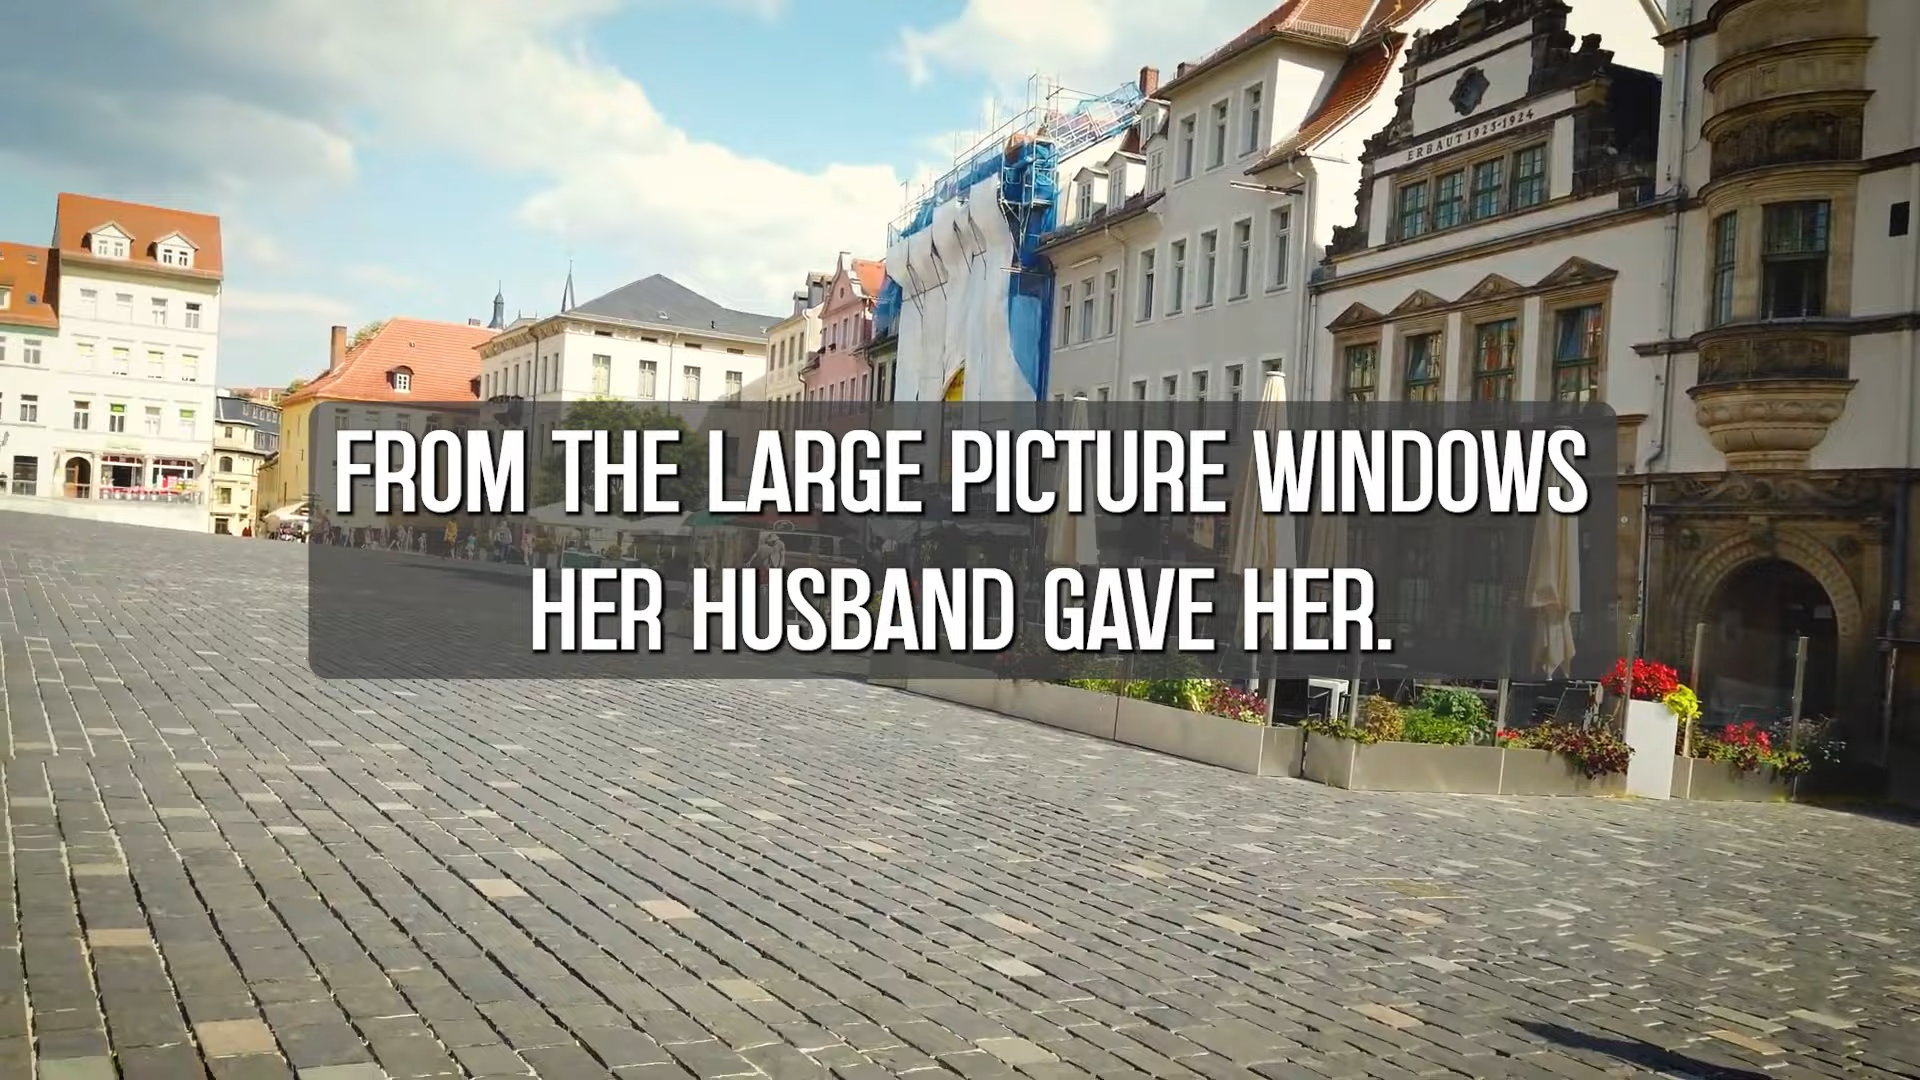 ERBAUT 1923-1924
FROM THE LARGE PICTURE WINDOWS
HER HUSBAND GAVE HER.